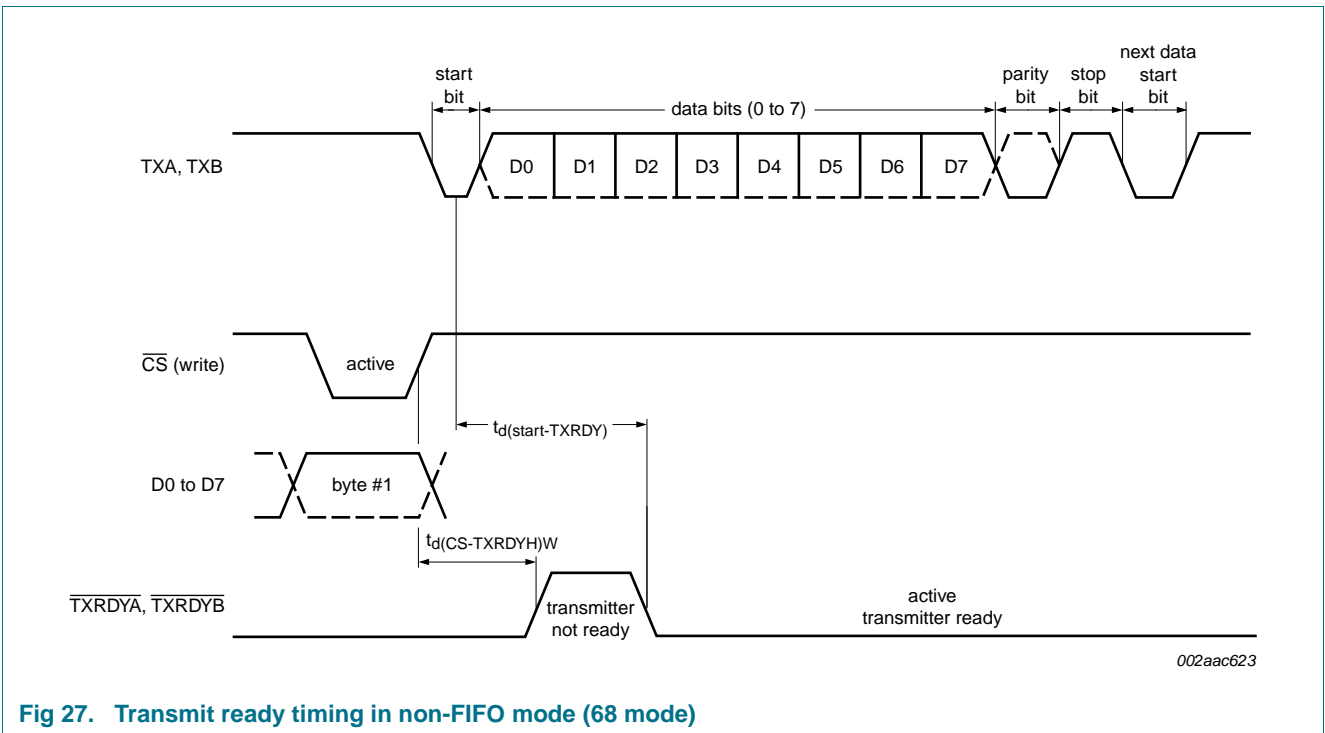 next data
start
bit
start
bit
data bits (0 to 7)
parity
bit
stop
bit
TXA, TXB
D0 D1 D2 D3 D4 D5 D6 D7
CS (write)
active
td(start-TXRDY)
D0 to D7
byte #1
td(CS-TXRDYH)W
TXRDYA, TXRDYB
transmitter
not ready
active
transmitter ready
002aac623
Fig 27. Transmit ready timing in non-FIFO mode (68 mode)